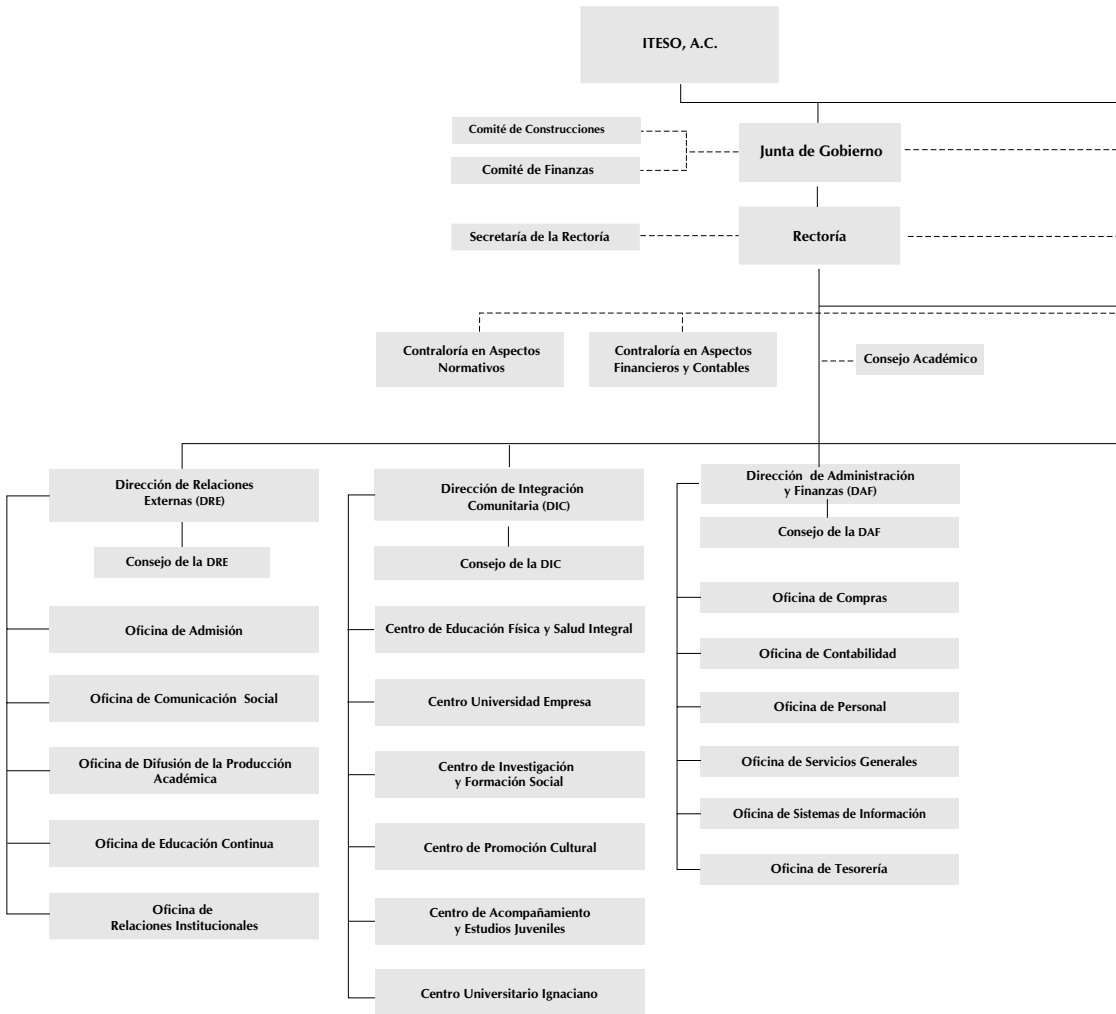 ITESO, A.C.
Comité de Construcciones
Junta de Gobierno
Comité de Finanzas
Secretaría de la Rectoría
Rectoría
Contraloría en Aspectos
Normativos
Contraloría en Aspectos
Financieros y Contables
Consejo Académico
Dirección de Relaciones
Externas (DRE)
Consejo de la DRE
Oficina de Admisión
Oficina de Comunicación Social
Oficina de Difusión de la Producción
Académica
Oficina de Educación Continua
Oficina de
Relaciones Institucionales
Dirección de Integración
Comunitaria (DIC)
Consejo de la DIC
Centro de Educación Física y Salud Integral
Centro Universidad Empresa
Centro de Investigación
y Formación Social
Centro de Promoción Cultural
Centro de Acompañamiento
y Estudios Juveniles
Centro Universitario Ignaciano
Dirección de Administración
y Finanzas (DAF)
Consejo de la DAF
Oficina de Compras
Oficina de Contabilidad
Oficina de Personal
Oficina de Servicios Generales
Oficina de Sistemas de Información
Oficina de Tesorería